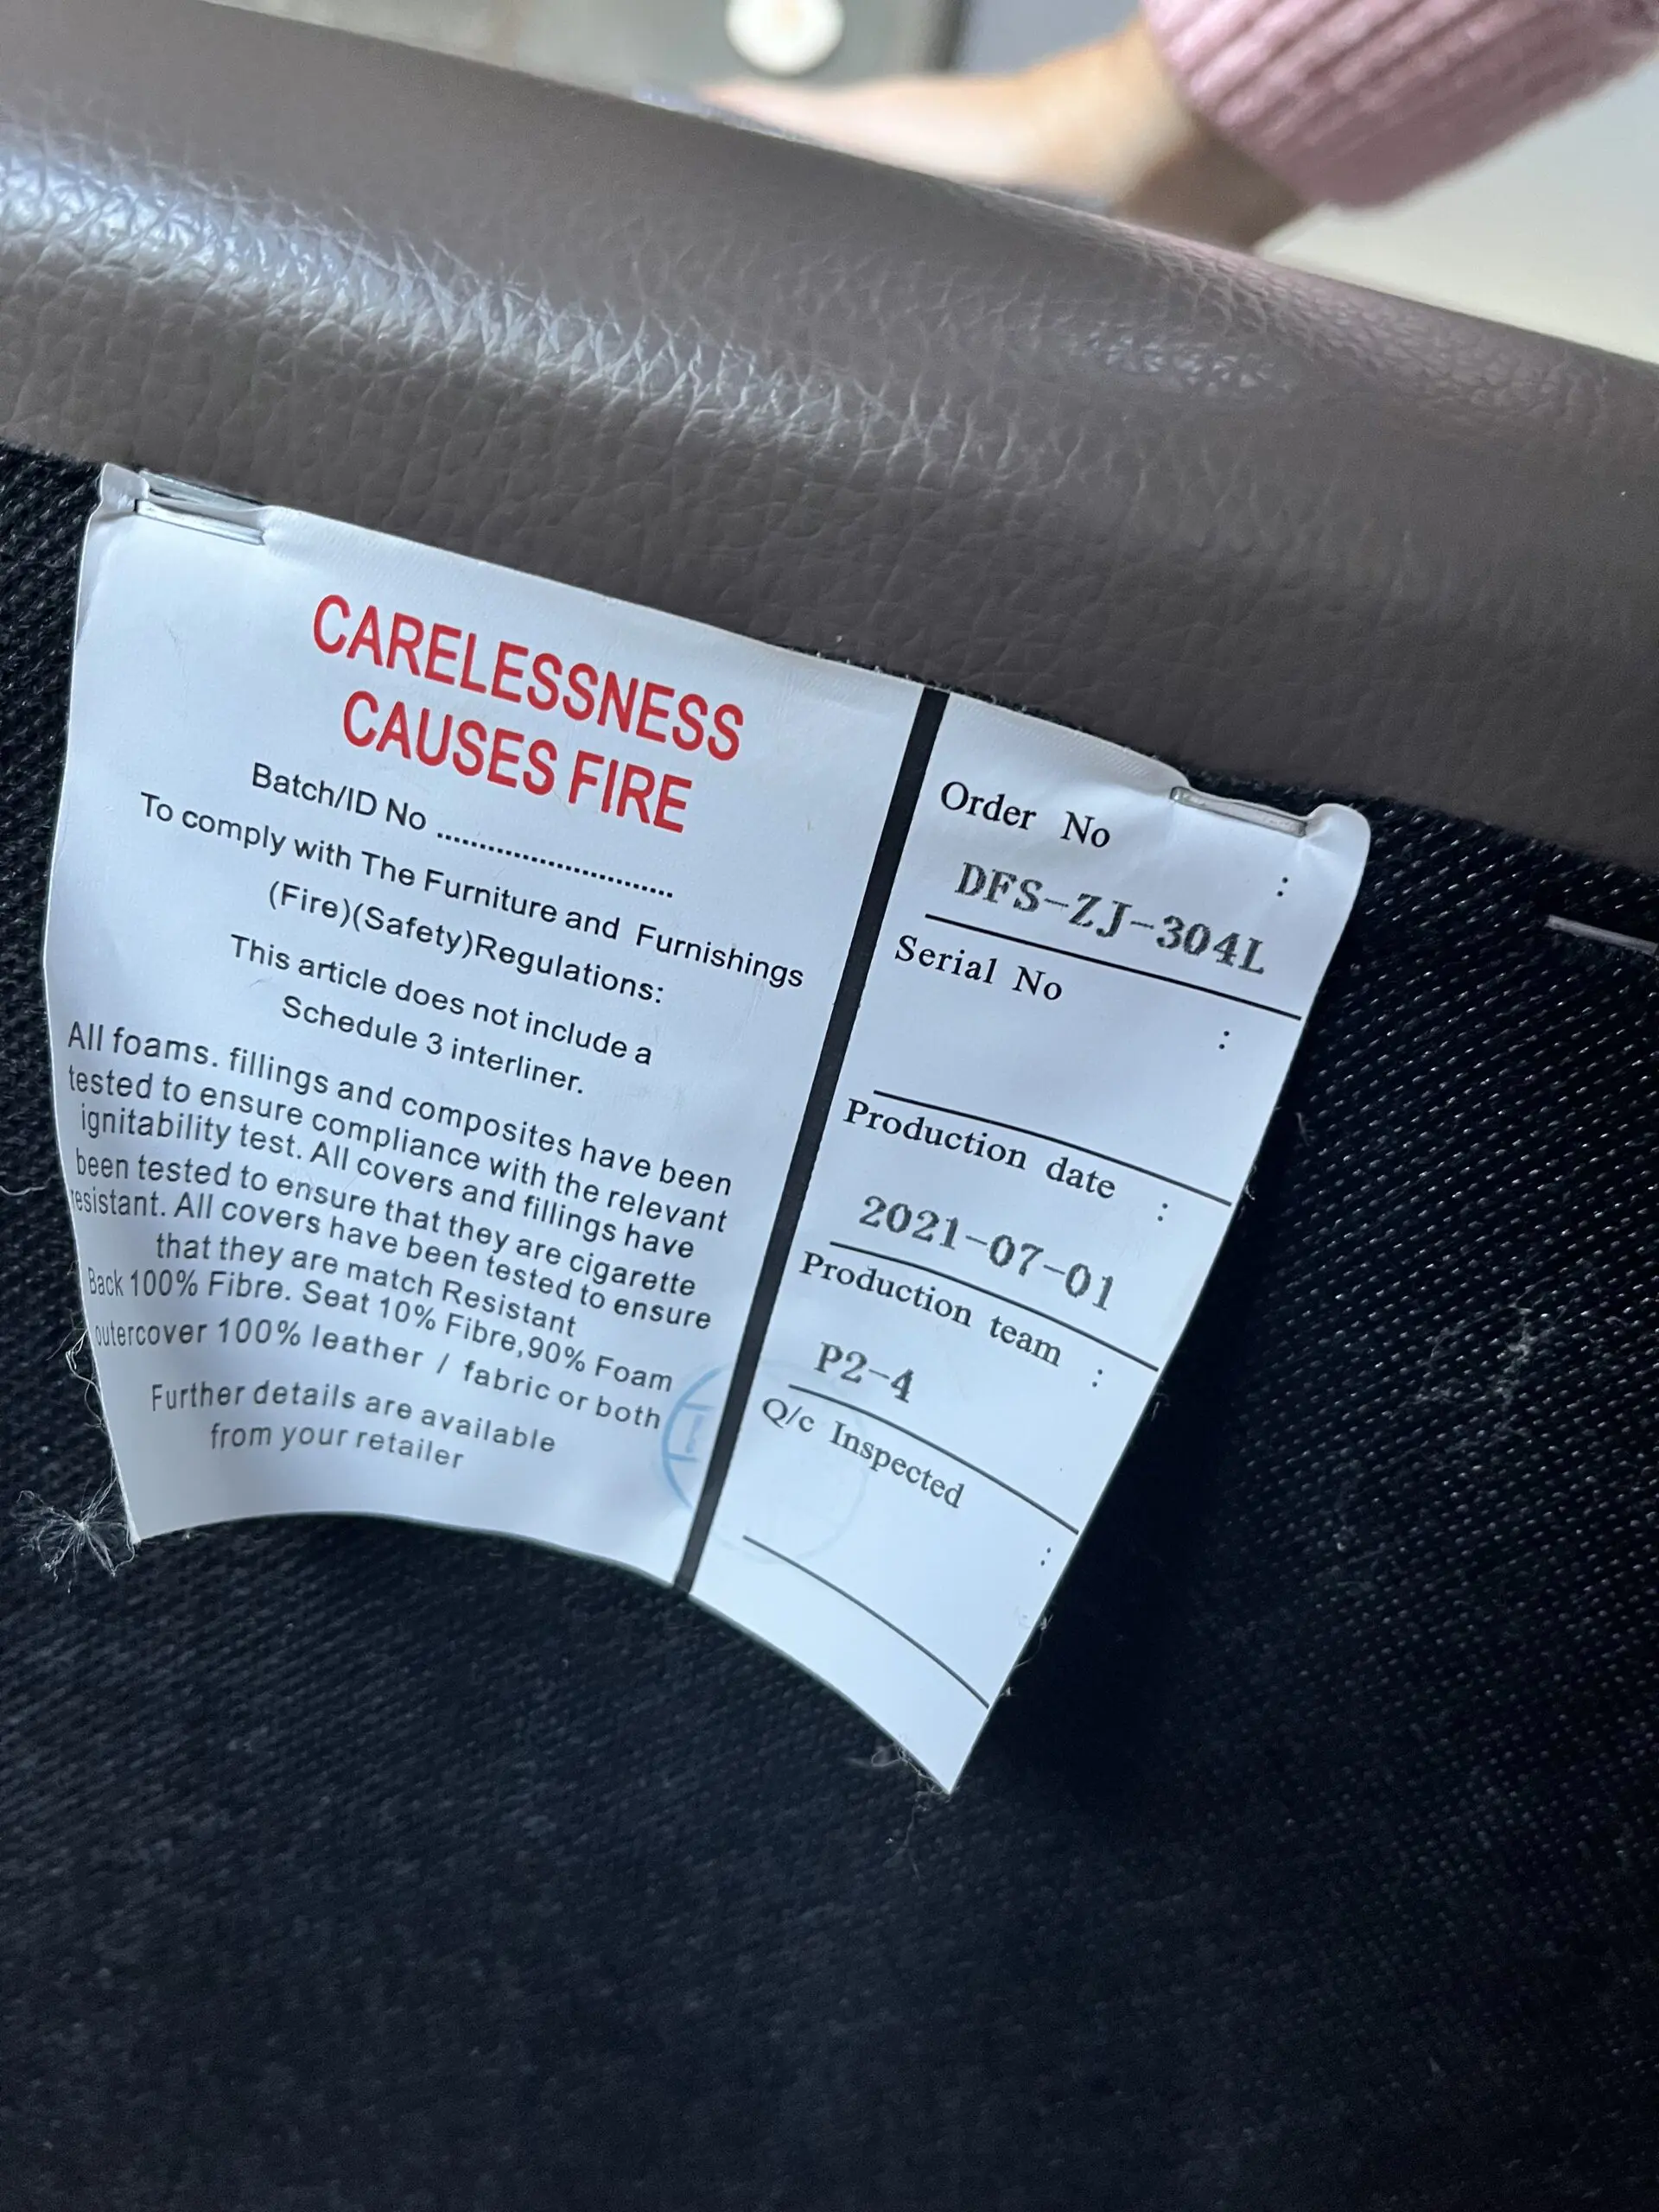 CARELESSNESS
CAUSES FIRE
Batch/ID No ................................
To comply with The Furniture and Furnishings
(Fire)(Safety)Regulations:
This article does not include a
Schedule 3 interliner.
All foams. fillings and composites have been
tested to ensure compliance with the relevant
ignitability test. All covers and fillings have
been tested to ensure that they are cigarette
resistant. All covers have been tested to ensure
that they are match Resistant
Back 100% Fibre. Seat 10% Fibre,90% Foam
outercover 100% leather / fabric or both
Further details are available
from your retailer
Order No :
DFS-ZJ-304L
Serial No :
Production date :
2021-07-01
Production team :
P2-4
Q/c Inspected :